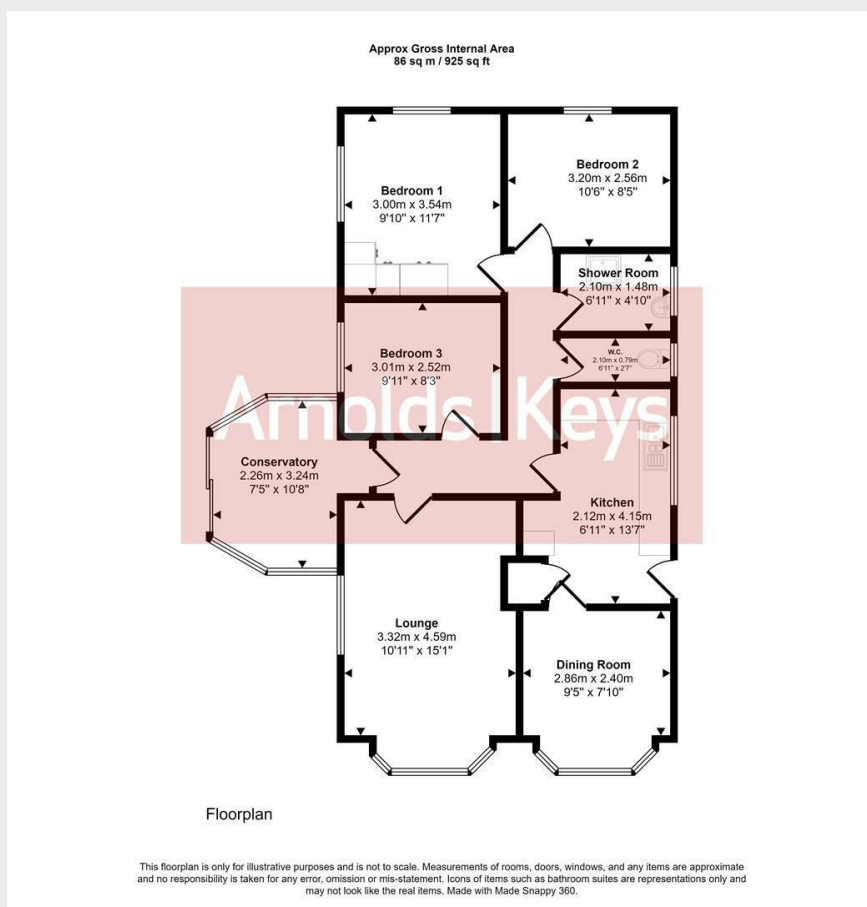 Approx Gross Internal Area
86 sq m / 925 sq ft
Bedroom 1
3.00m x 3.54m
9'10" x 11'7"
Bedroom 2
3.20m x 2.56m
10'6" x 8'5"
Shower Room
2.10m x 1.48m
6'11" x 4'10"
W.C.
2.10m x 0.79m
6'11" x 2'7"
Bedroom 3
3.01m x 2.52m
9'11" x 8'3"
Arnolds | Keys
Conservatory
2.26m x 3.24m
7'5" x 10'8"
Kitchen
2.12m x 4.15m
6'11" x 13'7"
Lounge
3.32m x 4.59m
10'11" x 15'1"
Dining Room
2.86m x 2.40m
9'5" x 7'10"
Floorplan
This floorplan is only for illustrative purposes and is not to scale. Measurements of rooms, doors, windows, and any items are approximate
and no responsibility is taken for any error, omission or mis-statement. Icons of items such as bathroom suites are representations only and
may not look like the real items. Made with Made Snappy 360.